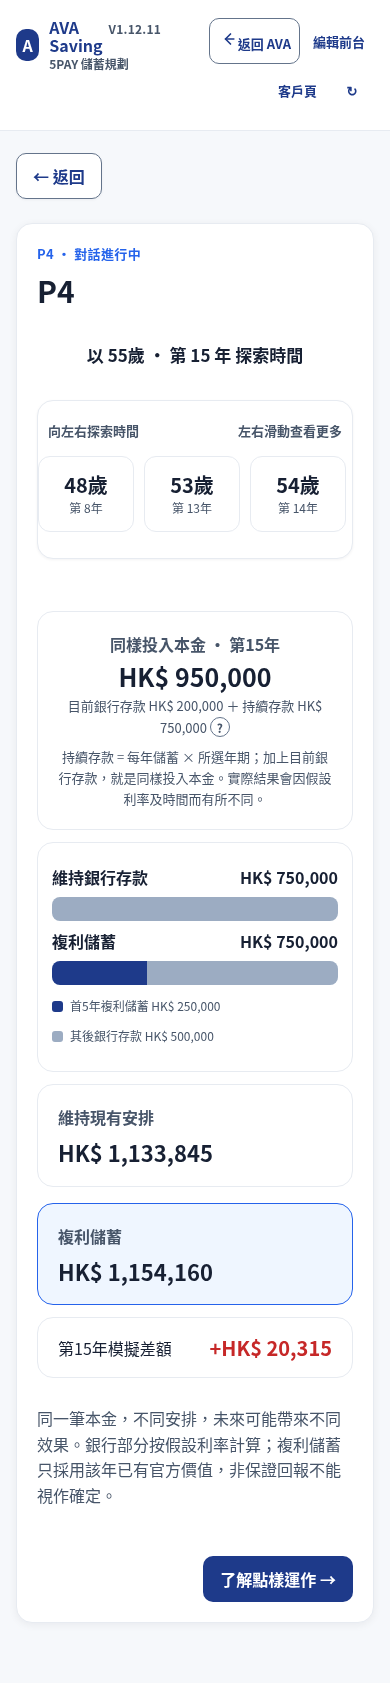 A
AVA Saving
V1.12.11
5PAY 儲蓄規劃
←返回 AVA
編輯前台
客戶頁
↻
← 返回
P4 · 對話進行中
P4
以 55歲 · 第 15 年 探索時間
向左右探索時間
左右滑動查看更多
48歲
第 8年
53歲
第 13年
54歲
第 14年
同樣投入本金 · 第15年
HK$ 950,000
目前銀行存款 HK$ 200,000 ＋ 持續存款 HK$
750,000 ?
持續存款 = 每年儲蓄 × 所選年期；加上目前銀
行存款，就是同樣投入本金。實際結果會因假設
利率及時間而有所不同。
維持銀行存款
HK$ 750,000
複利儲蓄
HK$ 750,000
首5年複利儲蓄 HK$ 250,000
其後銀行存款 HK$ 500,000
維持現有安排
HK$ 1,133,845
複利儲蓄
HK$ 1,154,160
第15年模擬差額
+HK$ 20,315
同一筆本金，不同安排，未來可能帶來不同
效果。銀行部分按假設利率計算；複利儲蓄
只採用該年已有官方價值，非保證回報不能
視作確定。
了解點樣運作 →